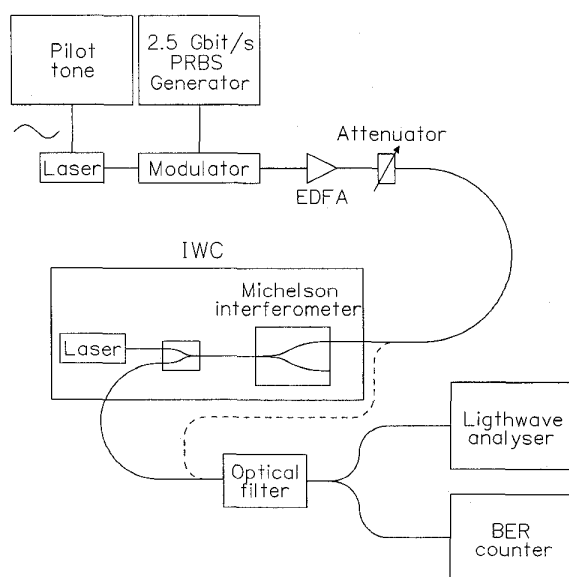 Pilot
tone
2.5 Gbit/s
PRBS
Generator
Laser
Modulator
EDFA
Attenuator
IWC
Michelson
interferometer
Laser
Optical
filter
Ligthwave
analyser
BER
counter